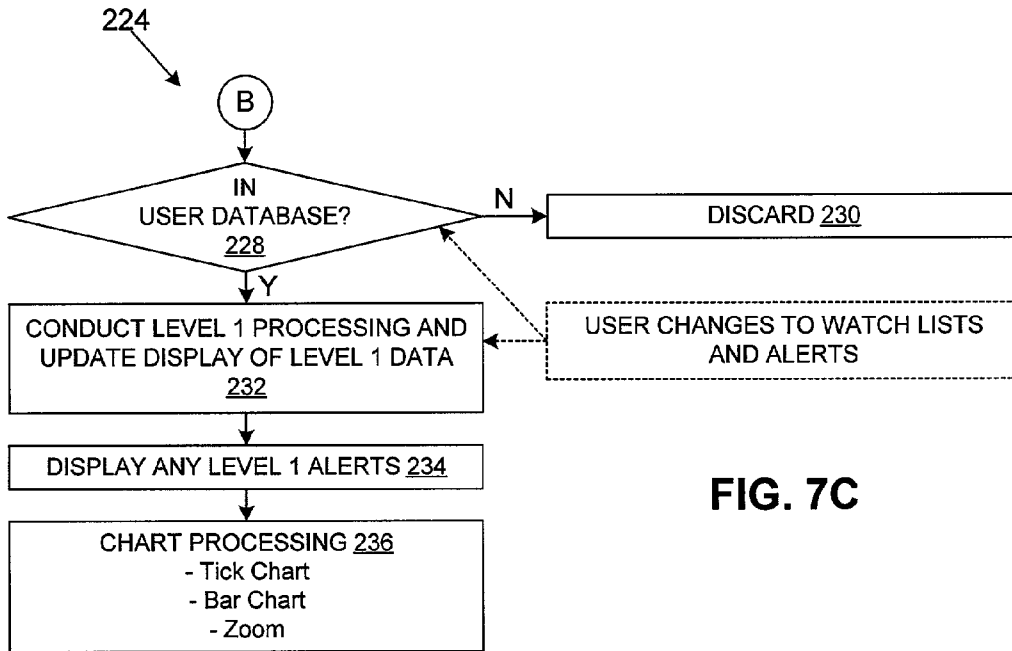 224
B
IN
USER DATABASE?
228
N
DISCARD 230
Y
CONDUCT LEVEL 1 PROCESSING AND
UPDATE DISPLAY OF LEVEL 1 DATA
232
USER CHANGES TO WATCH LISTS
AND ALERTS
DISPLAY ANY LEVEL 1 ALERTS 234
FIG. 7C
CHART PROCESSING 236
- Tick Chart
- Bar Chart
- Zoom